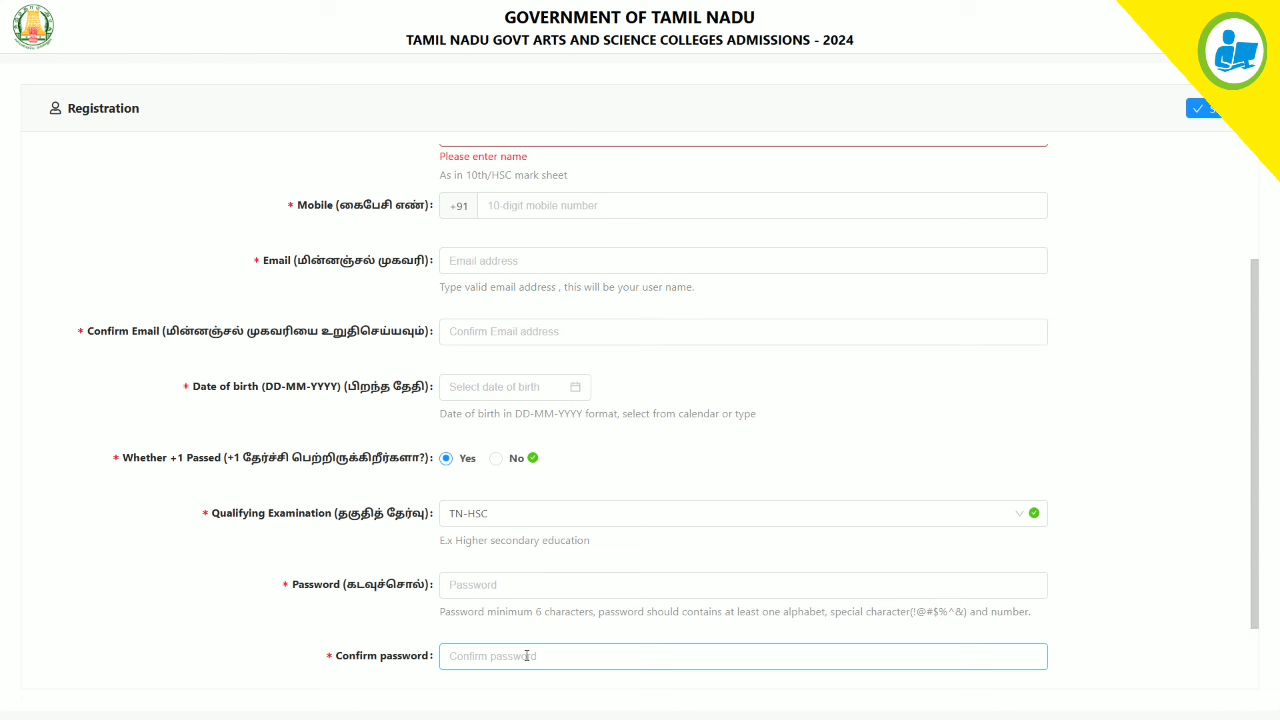 GOVERNMENT OF TAMIL NADU
TAMIL NADU GOVT ARTS AND SCIENCE COLLEGES ADMISSIONS - 2024
Registration
Please enter name
As in 10th/HSC mark sheet
* Mobile (கைபேசி எண்): +91 10-digit mobile number
* Email (மின்னஞ்சல் முகவரி): Email address
Type valid email address , this will be your user name.
* Confirm Email (மின்னஞ்சல் முகவரியை உறுதிசெய்யவும்): Confirm Email address
* Date of birth (DD-MM-YYYY) (பிறந்த தேதி): Select date of birth
Date of birth in DD-MM-YYYY format, select from calendar or type
* Whether +1 Passed (+1 தேர்ச்சி பெற்றிருக்கிறீர்களா?): Yes No
* Qualifying Examination (தகுதித் தேர்வு): TN-HSC
E.x Higher secondary education
* Password (கடவுச்சொல்): Password
Password minimum 6 characters, password should contains at least one alphabet, special character(!@#$%^&) and number.
* Confirm password: Confirm password